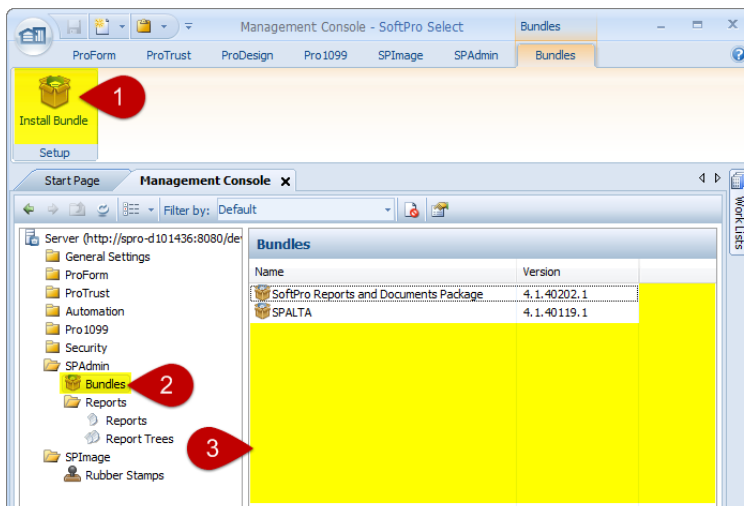 Management Console - SoftPro Select
Bundles
ProForm ProTrust ProDesign Pro1099 SPImage SPAdmin Bundles
1
Install Bundle
Setup
Start Page Management Console X
Filter by: Default
Work Lists
Server (http://spro-d101436:8080/de
General Settings
ProForm
ProTrust
Automation
Pro1099
Security
SPAdmin
Bundles
2
Reports
Reports
Report Trees
SPImage
Rubber Stamps
Bundles
Name Version
SoftPro Reports and Documents Package 4.1.40202.1
SPALTA 4.1.40119.1
3